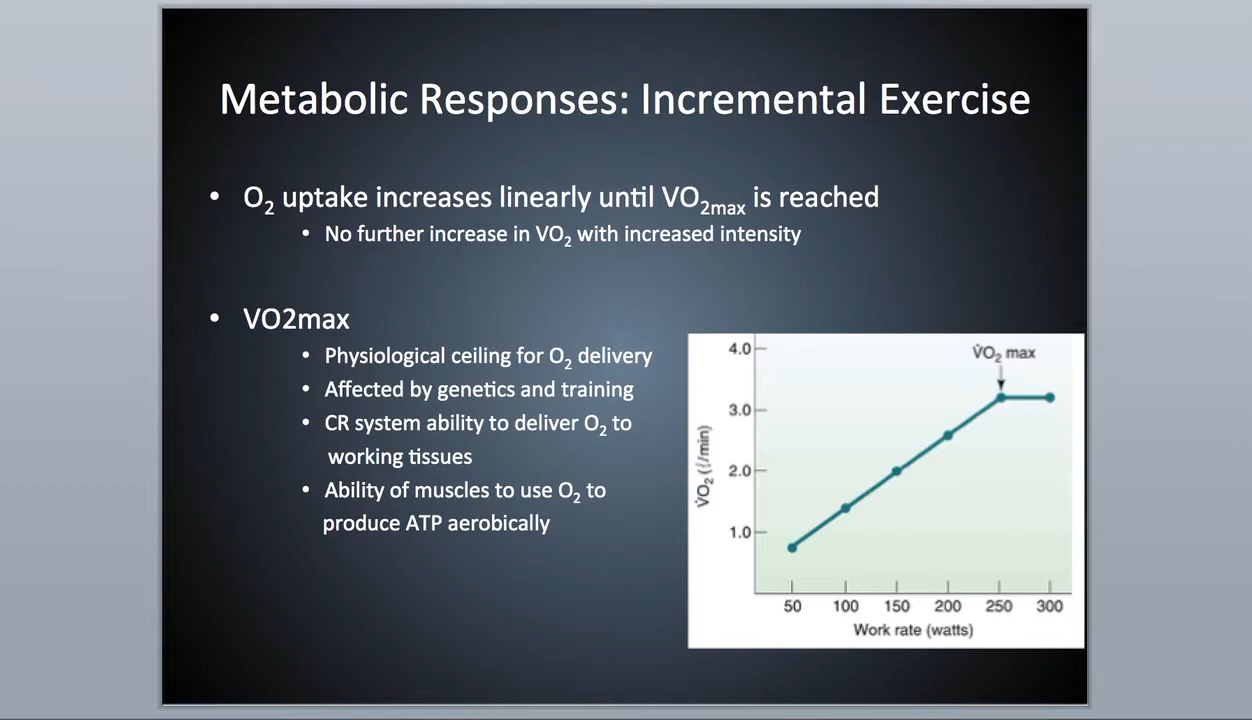 Metabolic Responses: Incremental Exercise
• O₂ uptake increases linearly until VO₂max is reached
• No further increase in VO₂ with increased intensity
• VO2max
• Physiological ceiling for O₂ delivery
• Affected by genetics and training
• CR system ability to deliver O₂ to
working tissues
• Ability of muscles to use O₂ to
produce ATP aerobically
4.0
3.0
2.0
1.0
V̇O₂ (ℓ/min)
V̇O₂ max
50 100 150 200 250 300
Work rate (watts)